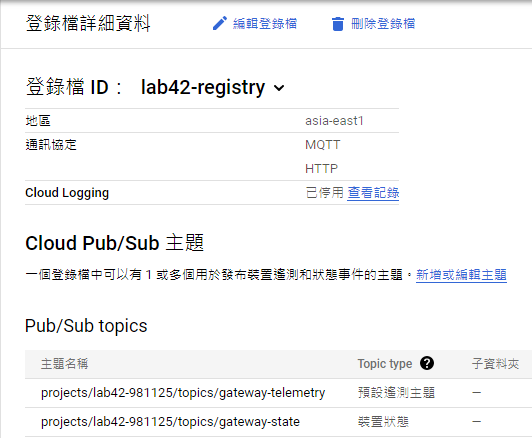 登錄檔詳細資料 編輯登錄檔 刪除登錄檔
登錄檔 ID： lab42-registry
地區 asia-east1
通訊協定 MQTT
HTTP
Cloud Logging 已停用 查看記錄
Cloud Pub/Sub 主題
一個登錄檔中可以有 1 或多個用於發布裝置遙測和狀態事件的主題。新增或編輯主題
Pub/Sub topics
主題名稱 Topic type ? 子資料夾
projects/lab42-981125/topics/gateway-telemetry 預設遙測主題 —
projects/lab42-981125/topics/gateway-state 裝置狀態 —